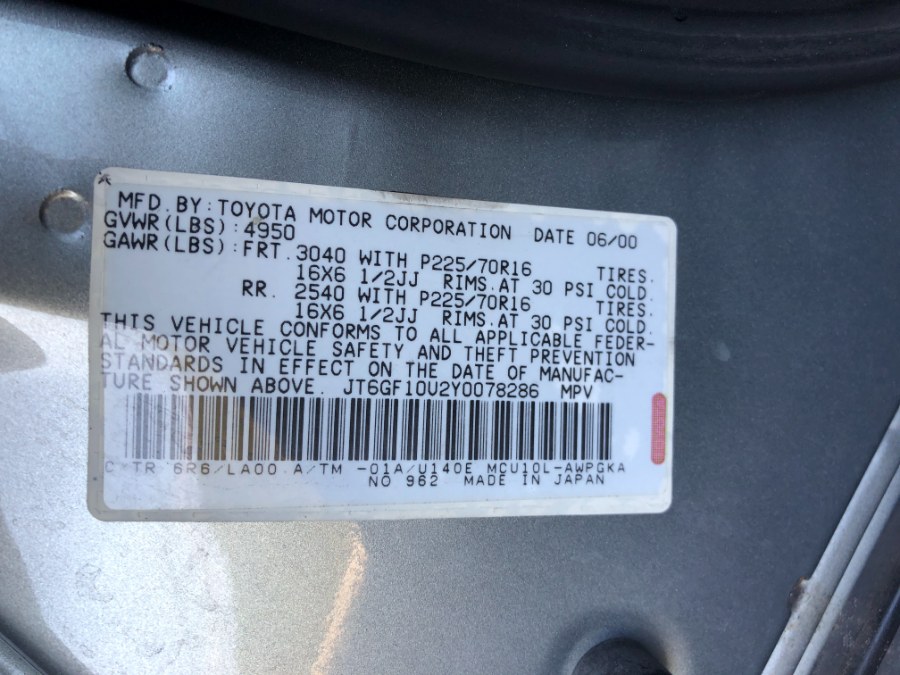 MFD.BY:TOYOTA MOTOR CORPORATION DATE 06/00
GVWR(LBS):4950
GAWR(LBS):FRT.3040 WITH P225/70R16 TIRES.
16X6 1/2JJ RIMS.AT 30 PSI COLD.
RR. 2540 WITH P225/70R16 TIRES.
16X6 1/2JJ RIMS.AT 30 PSI COLD.
THIS VEHICLE CONFORMS TO ALL APPLICABLE FEDER-
AL MOTOR VEHICLE SAFETY AND THEFT PREVENTION
STANDARDS IN EFFECT ON THE DATE OF MANUFAC-
TURE SHOWN ABOVE. JT6GF10U2Y0078286 MPV
C/TR 6R6/LA00 A/TM -01A/U140E MCU10L-AWPGKA
NO 962 MADE IN JAPAN